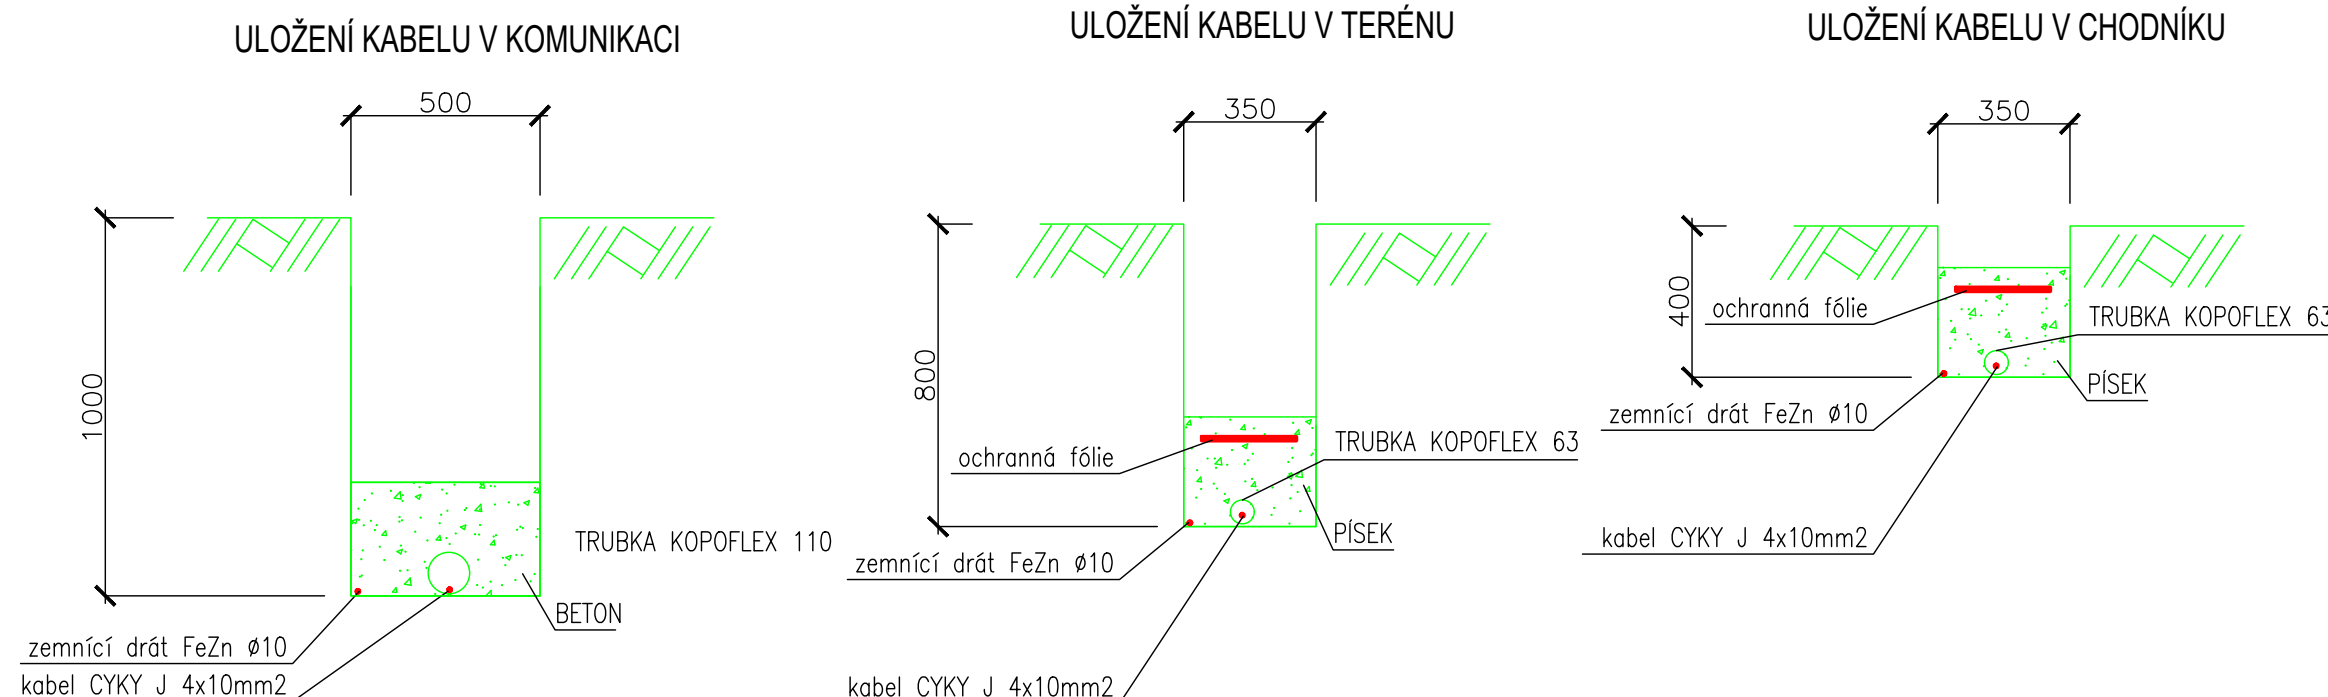 ULOŽENÍ KABELU V KOMUNIKACI
500
1000
TRUBKA KOPOFLEX 110
BETON
zemnící drát FeZn ø10
kabel CYKY J 4x10mm2
ULOŽENÍ KABELU V TERÉNU
350
800
ochranná fólie
TRUBKA KOPOFLEX 63
PÍSEK
zemnící drát FeZn ø10
kabel CYKY J 4x10mm2
ULOŽENÍ KABELU V CHODNÍKU
350
400
ochranná fólie
TRUBKA KOPOFLEX 63
PÍSEK
zemnící drát FeZn ø10
kabel CYKY J 4x10mm2